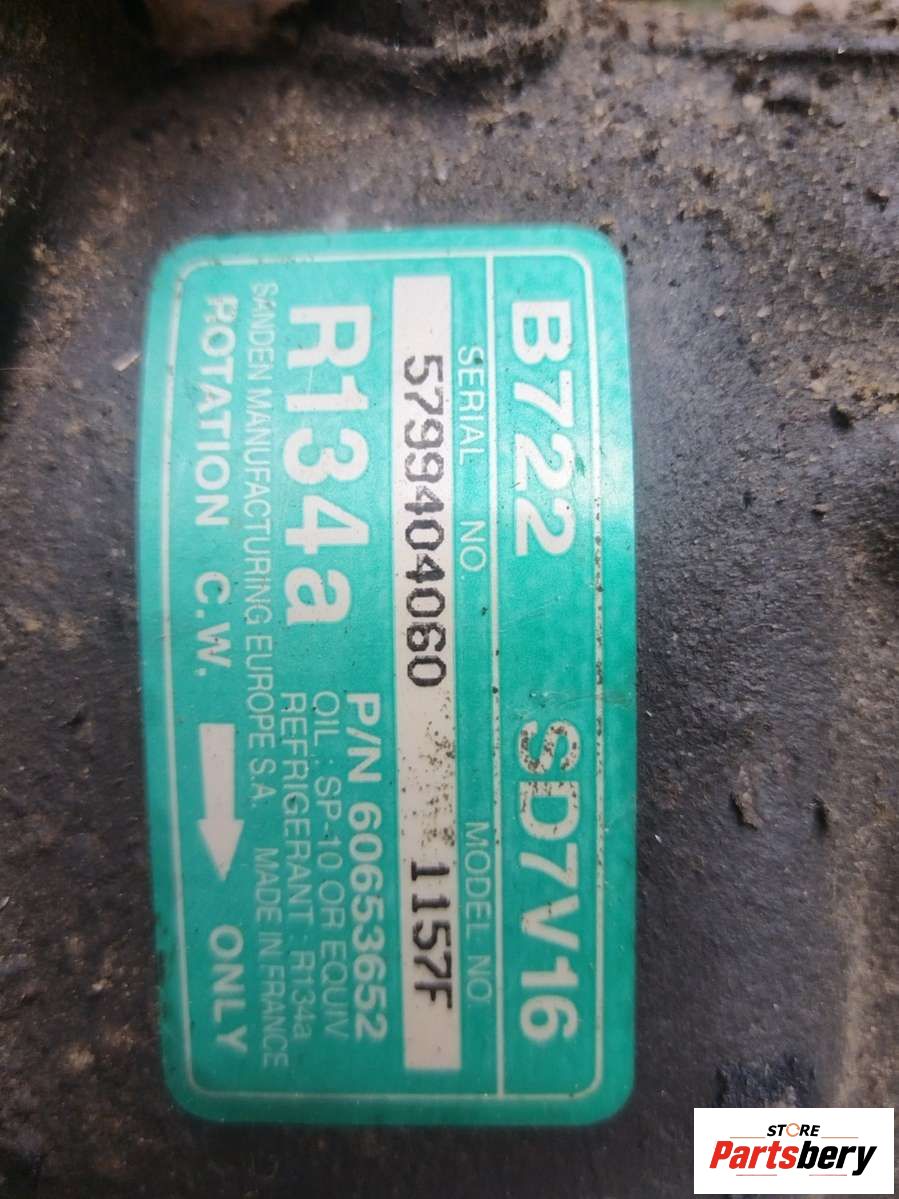 B722 SD7V16
SERIAL NO. MODEL NO.
5799404060 1157F
R134a P/N 60653652
OIL : SP-10 OR EQUIV
REFRIGERANT : R134a
SANDEN MANUFACTURING EUROPE S.A. MADE IN FRANCE
ROTATION C.W. ONLY
STORE
Partsbery